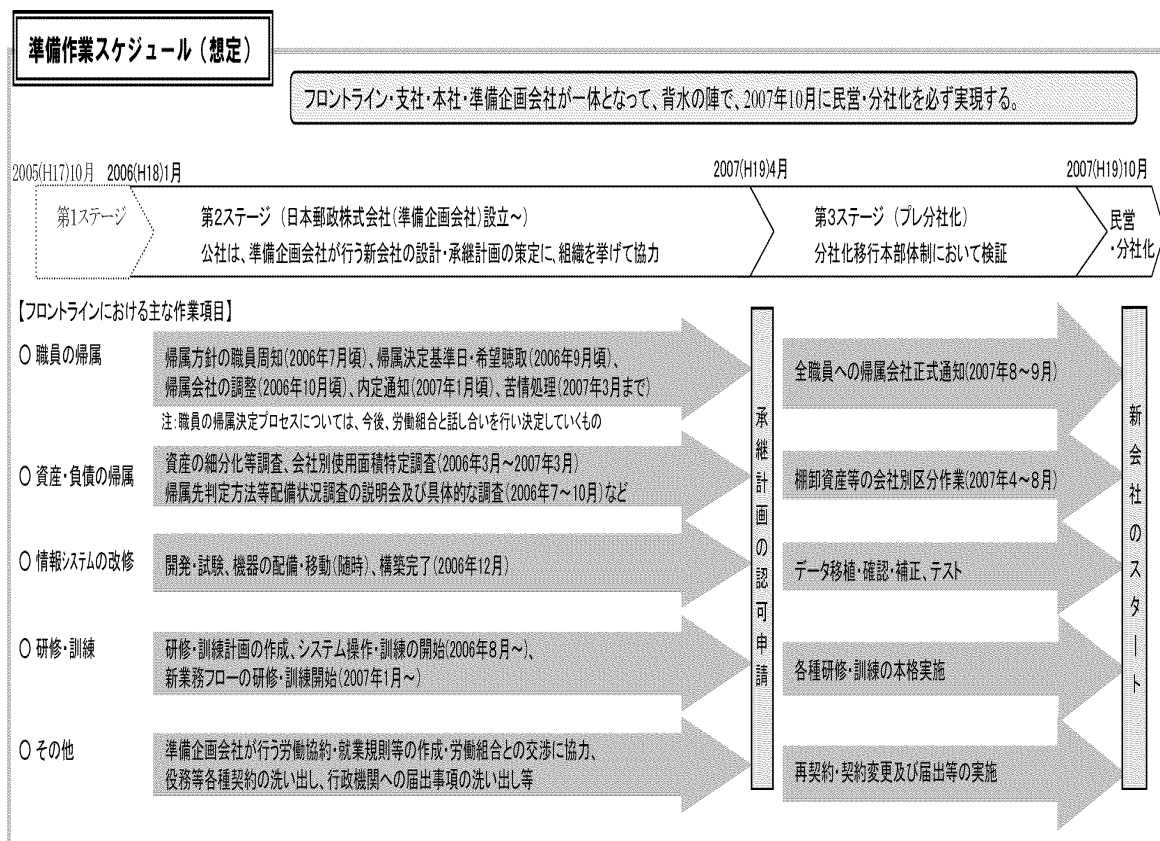 準備作業スケジュール(想定)
フロントライン・支社・本社・準備企画会社が一体となって、背水の陣で、2007年10月に民営・分社化を必ず実現する。
2005(H17)10月 2006(H18)1月 2007(H19)4月 2007(H19)10月
第1ステージ
第2ステージ (日本郵政株式会社(準備企画会社)設立~)
公社は、準備企画会社が行う新会社の設計・承継計画の策定に、組織を挙げて協力
第3ステージ (プレ分社化)
分社化移行本部体制において検証
民営
・分社化
【フロントラインにおける主な作業項目】
○ 職員の帰属
帰属方針の職員周知(2006年7月頃)、帰属決定基準日・希望聴取(2006年9月頃)、
帰属会社の調整(2006年10月頃)、内定通知(2007年1月頃)、苦情処理(2007年3月まで)
注:職員の帰属決定プロセスについては、今後、労働組合と話し合いを行い決定していくもの
全職員への帰属会社正式通知(2007年8~9月)
○ 資産・負債の帰属
資産の細分化等調査、会社別使用面積特定調査(2006年3月~2007年3月)
帰属先判定方法等配備状況調査の説明会及び具体的な調査(2006年7~10月)など
棚卸資産等の会社別区分作業(2007年4~8月)
○ 情報システムの改修
開発・試験、機器の配備・移動(随時)、構築完了(2006年12月)
データ移植・確認・補正、テスト
○ 研修・訓練
研修・訓練計画の作成、システム操作・訓練の開始(2006年8月~)、
新業務フローの研修・訓練開始(2007年1月~)
各種研修・訓練の本格実施
○ その他
準備企画会社が行う労働協約・就業規則等の作成・労働組合との交渉に協力、
役務等各種契約の洗い出し、行政機関への届出事項の洗い出し等
再契約・契約変更及び届出等の実施
承継計画の認可申請
新会社のスタート